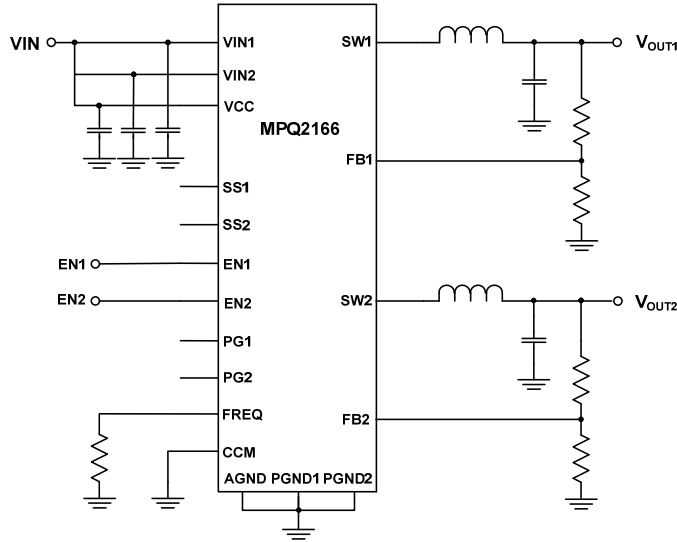 VIN
VIN1
VIN2
VCC
MPQ2166
SW1
VOUT1
FB1
SS1
SS2
EN1
EN1
EN2
EN2
SW2
VOUT2
PG1
PG2
FREQ
FB2
CCM
AGND PGND1 PGND2